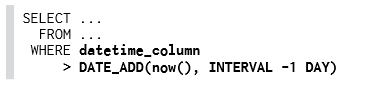 SELECT ...
FROM ...
WHERE datetime_column
> DATE_ADD(now(), INTERVAL -1 DAY)